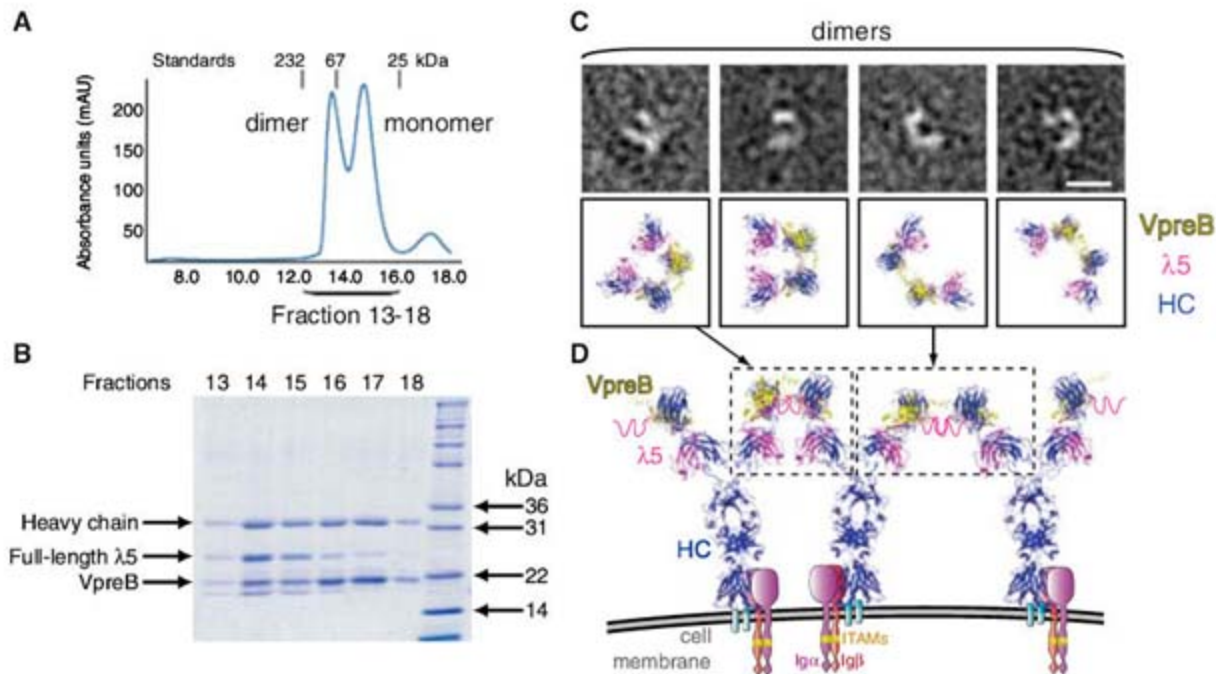 A
Standards 232 67 25 kDa
dimer monomer
Absorbance units (mAU)
200
150
100
50
8.0 10.0 12.0 14.0 16.0 18.0
Fraction 13-18
B
Fractions 13 14 15 16 17 18
kDa
Heavy chain
Full-length λ5
VpreB
36
31
22
14
C
dimers
VpreB
λ5
HC
D
VpreB
λ5
HC
cell
membrane
ITAMs
Igα Igβ